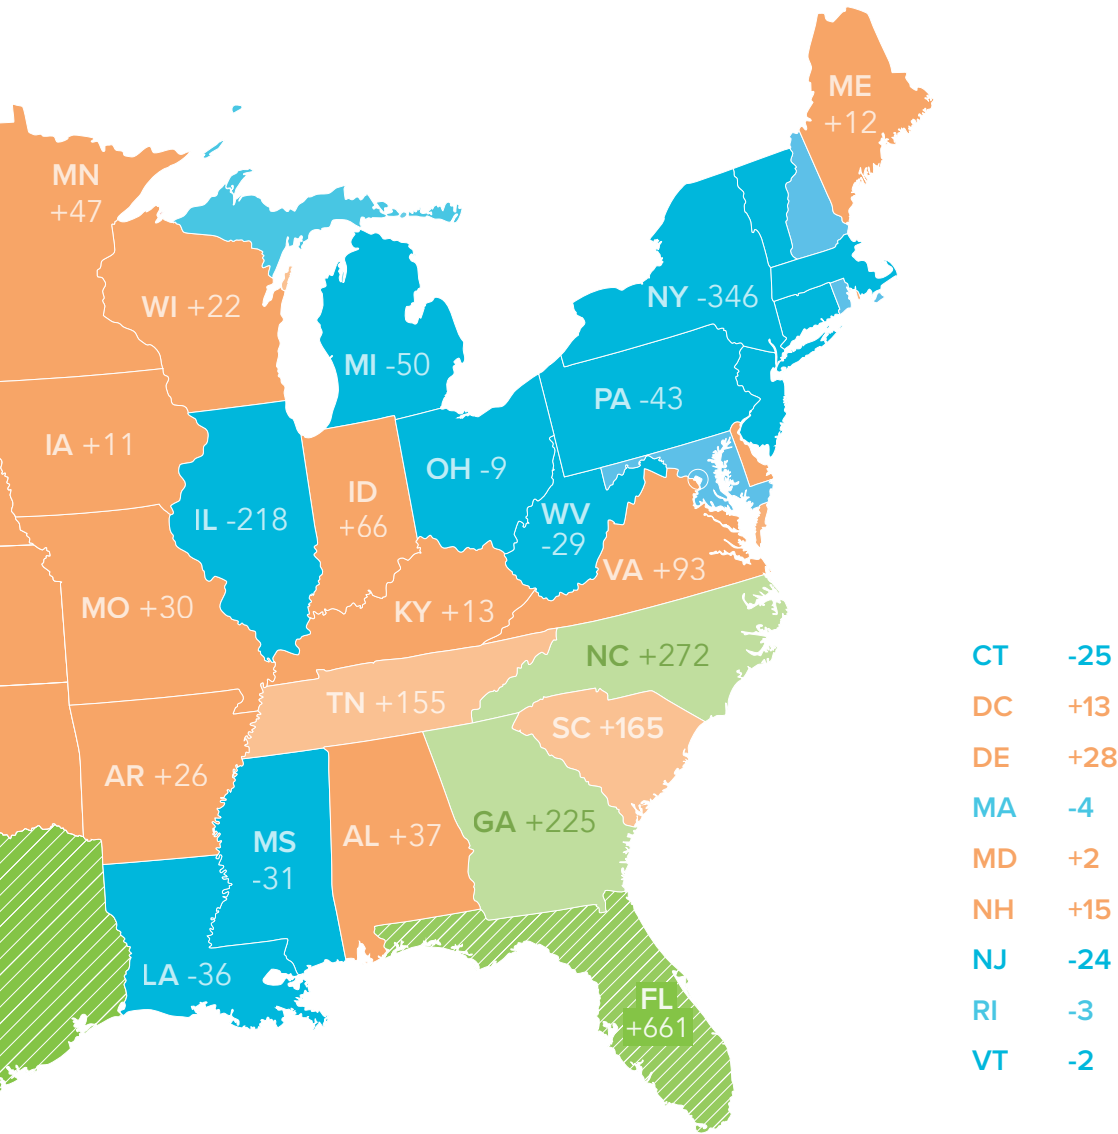 ME
+12
MN
+47
WI +22
NY -346
MI -50
PA -43
IA +11
OH -9
ID
+66
IL -218
WV
-29
VA +93
MO +30
KY +13
NC +272
TN +155
SC +165
AR +26
GA +225
MS
-31
AL +37
LA -36
FL
+661
CT -25
DC +13
DE +28
MA -4
MD +2
NH +15
NJ -24
RI -3
VT -2